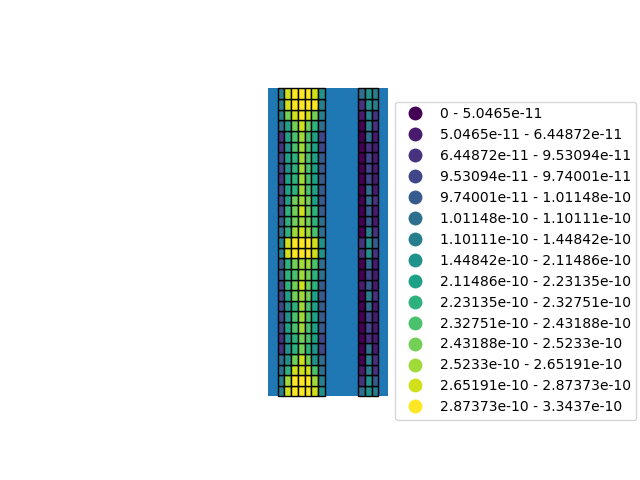 0 - 5.0465e-11
5.0465e-11 - 6.44872e-11
6.44872e-11 - 9.53094e-11
9.53094e-11 - 9.74001e-11
9.74001e-11 - 1.01148e-10
1.01148e-10 - 1.10111e-10
1.10111e-10 - 1.44842e-10
1.44842e-10 - 2.11486e-10
2.11486e-10 - 2.23135e-10
2.23135e-10 - 2.32751e-10
2.32751e-10 - 2.43188e-10
2.43188e-10 - 2.5233e-10
2.5233e-10 - 2.65191e-10
2.65191e-10 - 2.87373e-10
2.87373e-10 - 3.3437e-10